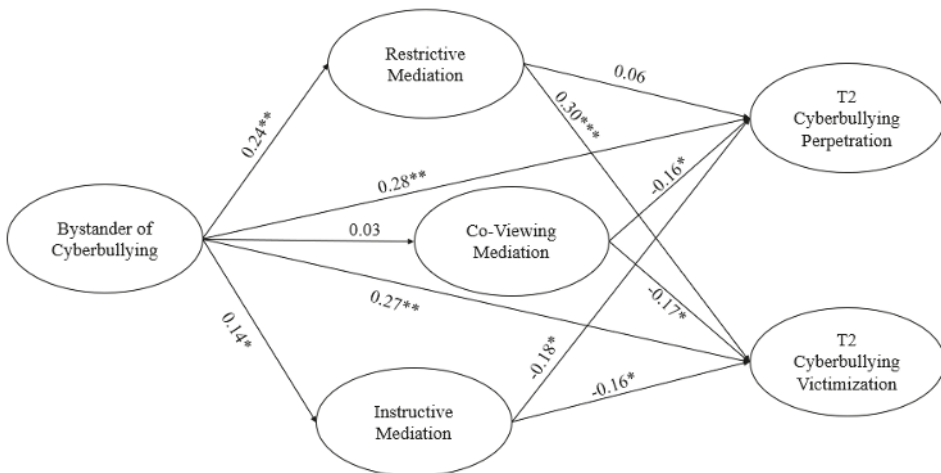 Restrictive
Mediation
0.06
T2
Cyberbullying
Perpetration
0.24**
0.30***
0.28**
-0.16*
Bystander of
Cyberbullying
0.03
Co-Viewing
Mediation
0.27**
-0.17*
0.14*
-0.18*
T2
Cyberbullying
Victimization
-0.16*
Instructive
Mediation